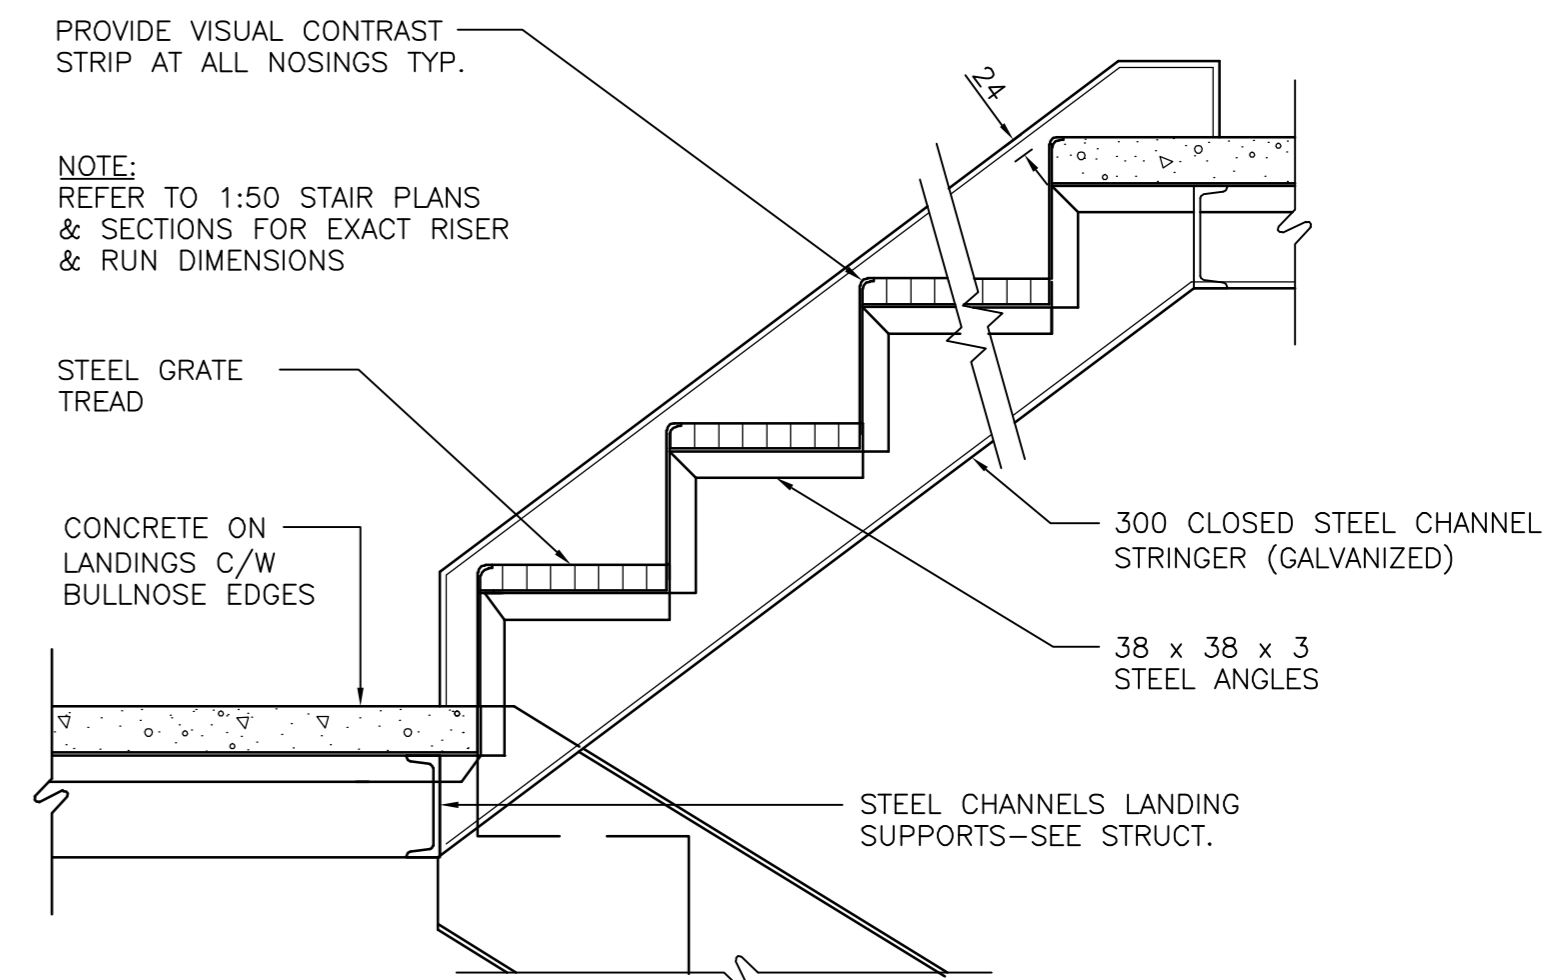 PROVIDE VISUAL CONTRAST
STRIP AT ALL NOSINGS TYP.
24
NOTE:
REFER TO 1:50 STAIR PLANS
& SECTIONS FOR EXACT RISER
& RUN DIMENSIONS
STEEL GRATE
TREAD
CONCRETE ON
LANDINGS C/W
BULLNOSE EDGES
300 CLOSED STEEL CHANNEL
STRINGER (GALVANIZED)
38 x 38 x 3
STEEL ANGLES
STEEL CHANNELS LANDING
SUPPORTS-SEE STRUCT.